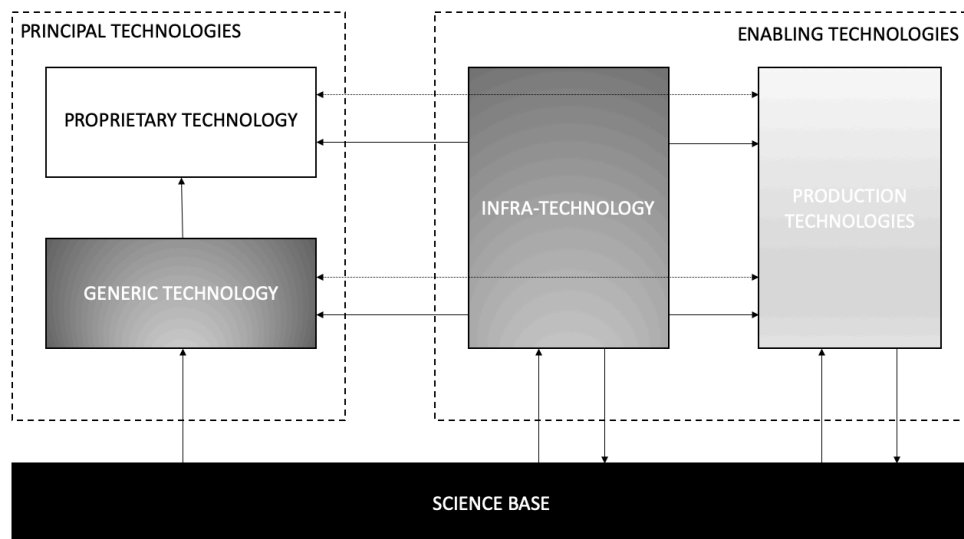 PRINCIPAL TECHNOLOGIES
ENABLING TECHNOLOGIES
PROPRIETARY TECHNOLOGY
INFRA-TECHNOLOGY
PRODUCTION
TECHNOLOGIES
GENERIC TECHNOLOGY
SCIENCE BASE